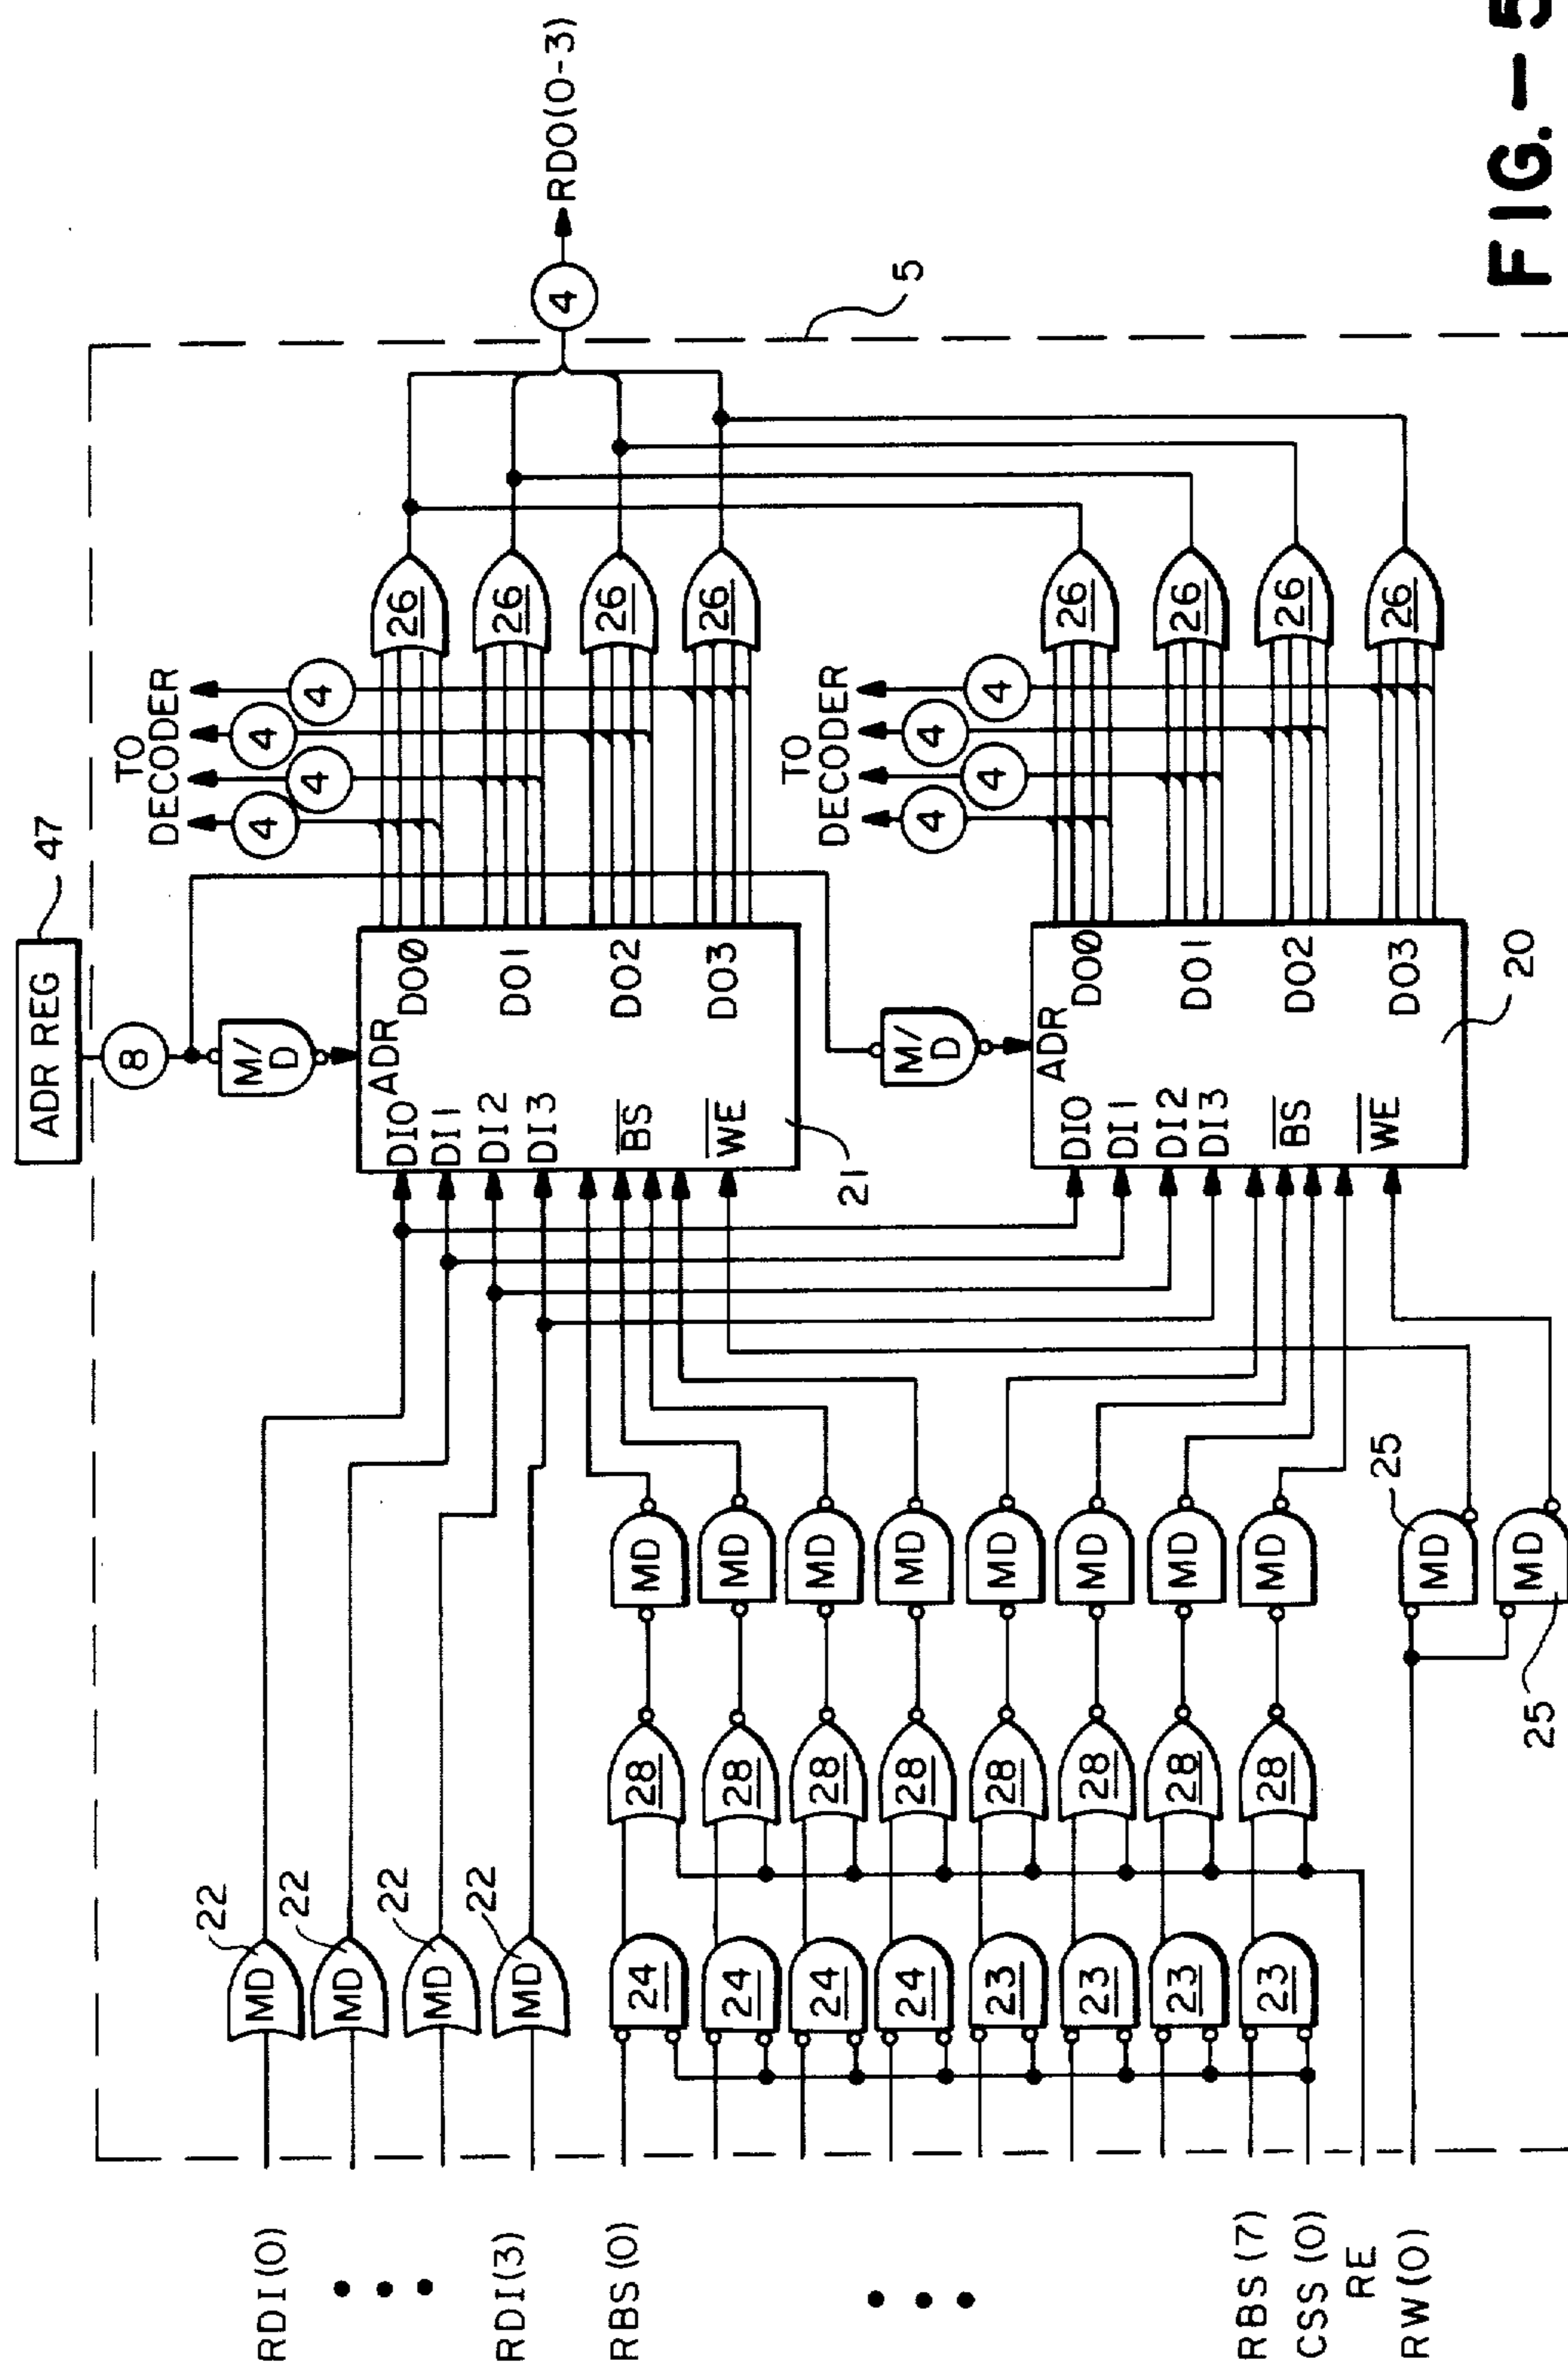 ADR REG
47
8
RDI(0)
RDI(3)
RBS(0)
RBS(7)
CSS(0)
RE
RW(0)
MD
22
MD
22
MD
22
MD
22
24
24
24
24
23
23
23
23
28
28
28
28
28
28
28
28
MD
MD
MD
MD
MD
MD
MD
MD
MD
25
MD
25
M/
D
ADR
DI0
DI1
DI2
DI3
BS
WE
DO0
DO1
DO2
DO3
21
M/
D
ADR
DI0
DI1
DI2
DI3
BS
WE
DO0
DO1
DO2
DO3
20
TO
DECODER
4
4
4
4
TO
DECODER
4
4
4
4
26
26
26
26
26
26
26
26
4
RDO(0-3)
5
FIG.-5